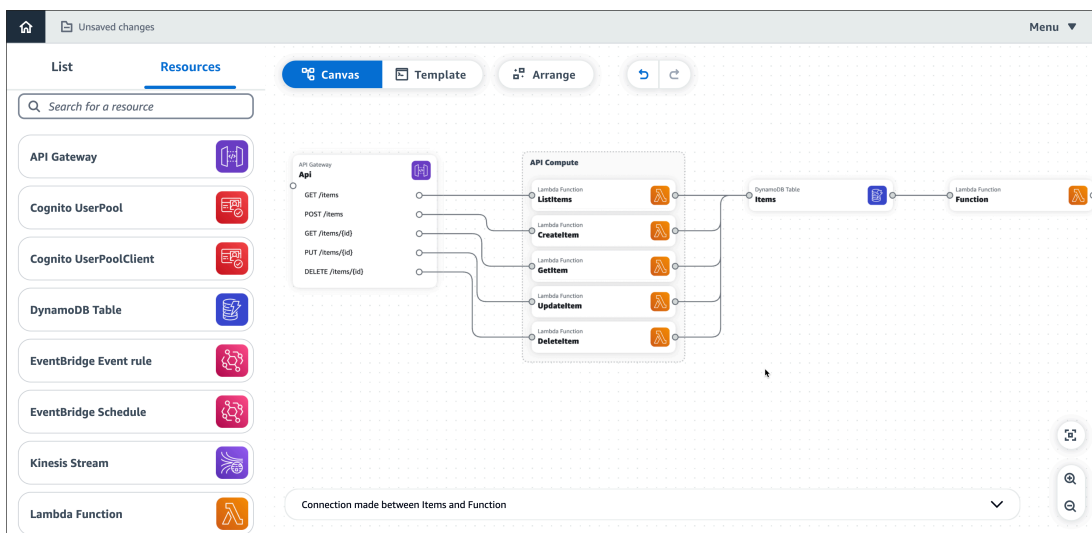 Unsaved changes
Menu
List
Resources
Canvas
Template
Arrange
Search for a resource
API Gateway
Cognito UserPool
Cognito UserPoolClient
DynamoDB Table
EventBridge Event rule
EventBridge Schedule
Kinesis Stream
Lambda Function
API Gateway
Api
GET /items
POST /items
GET /items/{id}
PUT /items/{id}
DELETE /items/{id}
API Compute
Lambda Function
ListItems
Lambda Function
CreateItem
Lambda Function
GetItem
Lambda Function
UpdateItem
Lambda Function
DeleteItem
DynamoDB Table
Items
Lambda Function
Function
Connection made between Items and Function